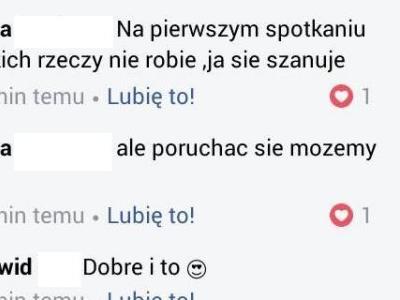 a Na pierwszym spotkaniu
ich rzeczy nie robie ,ja sie szanuje
min temu • Lubię to! 1
a ale poruchac sie mozemy
min temu • Lubię to! 1
wid Dobre i to 😎
min temu • Lubię to!